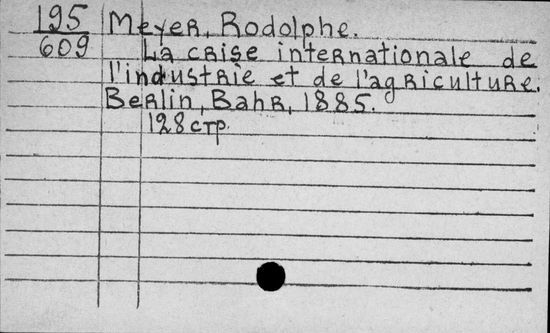 195 Meyer, Rodolphe.
609 La crise internationale de
l'industrie et de l'agriculture.
Berlin, Bahr, 1885.
128 стр.